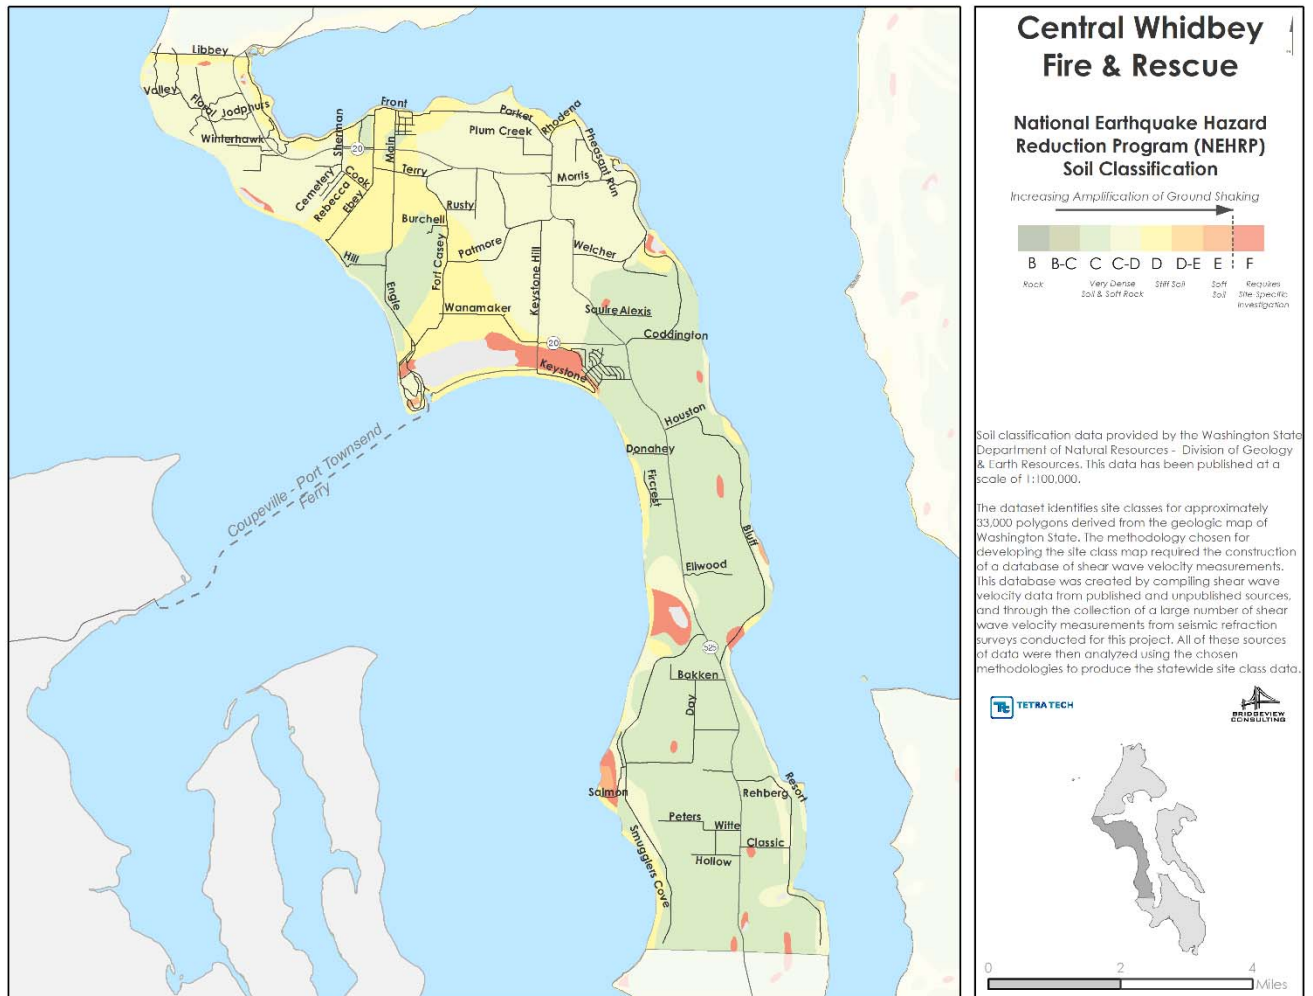 Libbey
Valley
Floral
Jodphurs
Winterhawk
Sherman
Front
Main
20
Parker
Rhodena
Plum Creek
Pheasant Run
Cemetery
Rebecca
Cook
Ebey
Terry
Morris
Rusty
Burchell
Hill
Fort Casey
Patmore
Keystone Hill
Welcher
Engle
Wanamaker
Squire
Alexis
Coddington
20
Keystone
Houston
Donahey
Fircrest
Bluff
Ellwood
Coupeville - Port Townsend
Ferry
525
Bakken
Day
Salmon
Rehberg
Resort
Peters
Witte
Classic
Hollow
Smugglers Cove
Central Whidbey
Fire & Rescue
National Earthquake Hazard
Reduction Program (NEHRP)
Soil Classification
Increasing Amplification of Ground Shaking
B B-C C C-D D D-E E F
Rock
Very Dense
Soil & Soft Rock
Stiff Soil
Soft
Soil
Requires
Site-Specific
Investigation
Soil classification data provided by the Washington State
Department of Natural Resources - Division of Geology
& Earth Resources. This data has been published at a
scale of 1:100,000.
The dataset identifies site classes for approximately
33,000 polygons derived from the geologic map of
Washington State. The methodology chosen for
developing the site class map required the construction
of a database of shear wave velocity measurements.
This database was created by compiling shear wave
velocity data from published and unpublished sources,
and through the collection of a large number of shear
wave velocity measurements from seismic refraction
surveys conducted for this project. All of these sources
of data were then analyzed using the chosen
methodologies to produce the statewide site class data.
Tt TETRA TECH
BRIDGEVIEW
CONSULTING
0 2 4
Miles